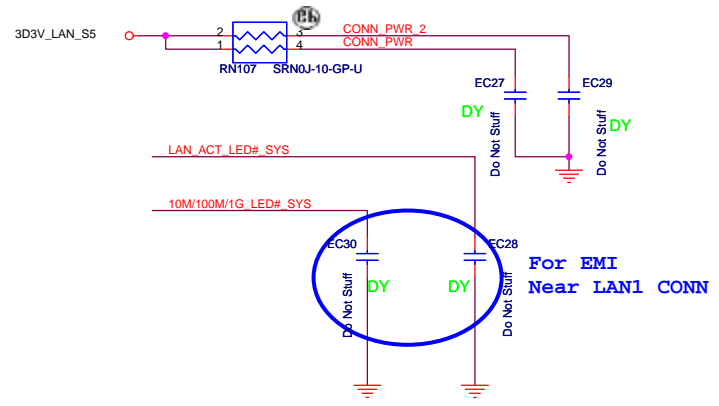 3D3V_LAN_S5
2
1
3
4
CONN_PWR_2
CONN_PWR
RN107 SRN0J-10-GP-U
EC27
EC29
DY
DY
Do Not Stuff
Do Not Stuff
LAN_ACT_LED#_SYS
10M/100M/1G_LED#_SYS
EC30
EC28
DY
DY
Do Not Stuff
Do Not Stuff
For EMI
Near LAN1 CONN